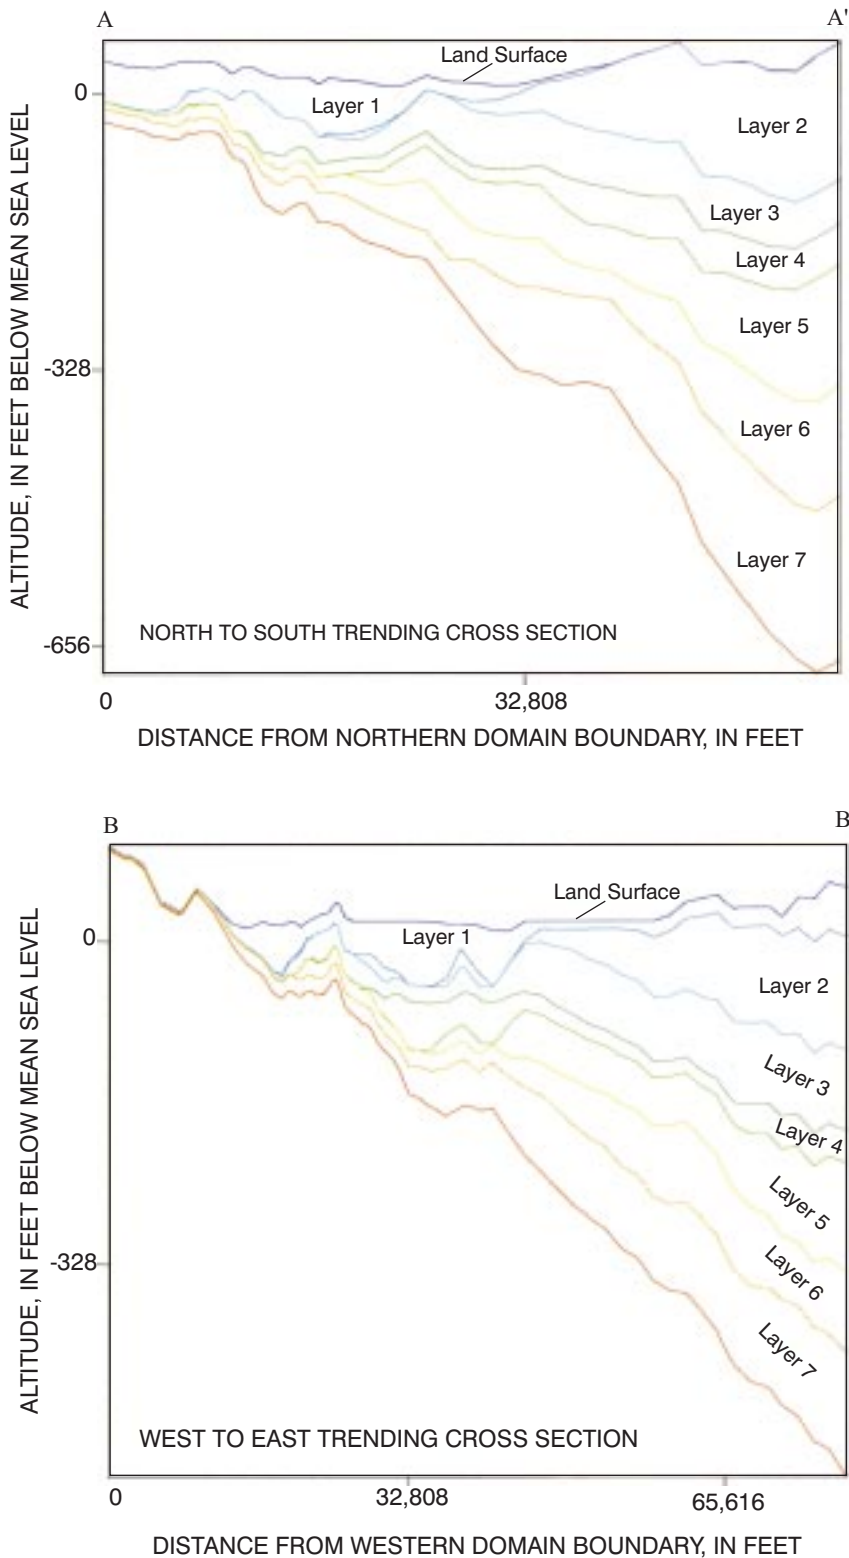 A
A'
Land Surface
0
Layer 1
Layer 2
Layer 3
Layer 4
Layer 5
-328
Layer 6
Layer 7
NORTH TO SOUTH TRENDING CROSS SECTION
-656
0
32,808
ALTITUDE, IN FEET BELOW MEAN SEA LEVEL
DISTANCE FROM NORTHERN DOMAIN BOUNDARY, IN FEET
B
B
Land Surface
0
Layer 1
Layer 2
Layer 3
Layer 4
Layer 5
-328
Layer 6
Layer 7
WEST TO EAST TRENDING CROSS SECTION
0
32,808
65,616
ALTITUDE, IN FEET BELOW MEAN SEA LEVEL
DISTANCE FROM WESTERN DOMAIN BOUNDARY, IN FEET